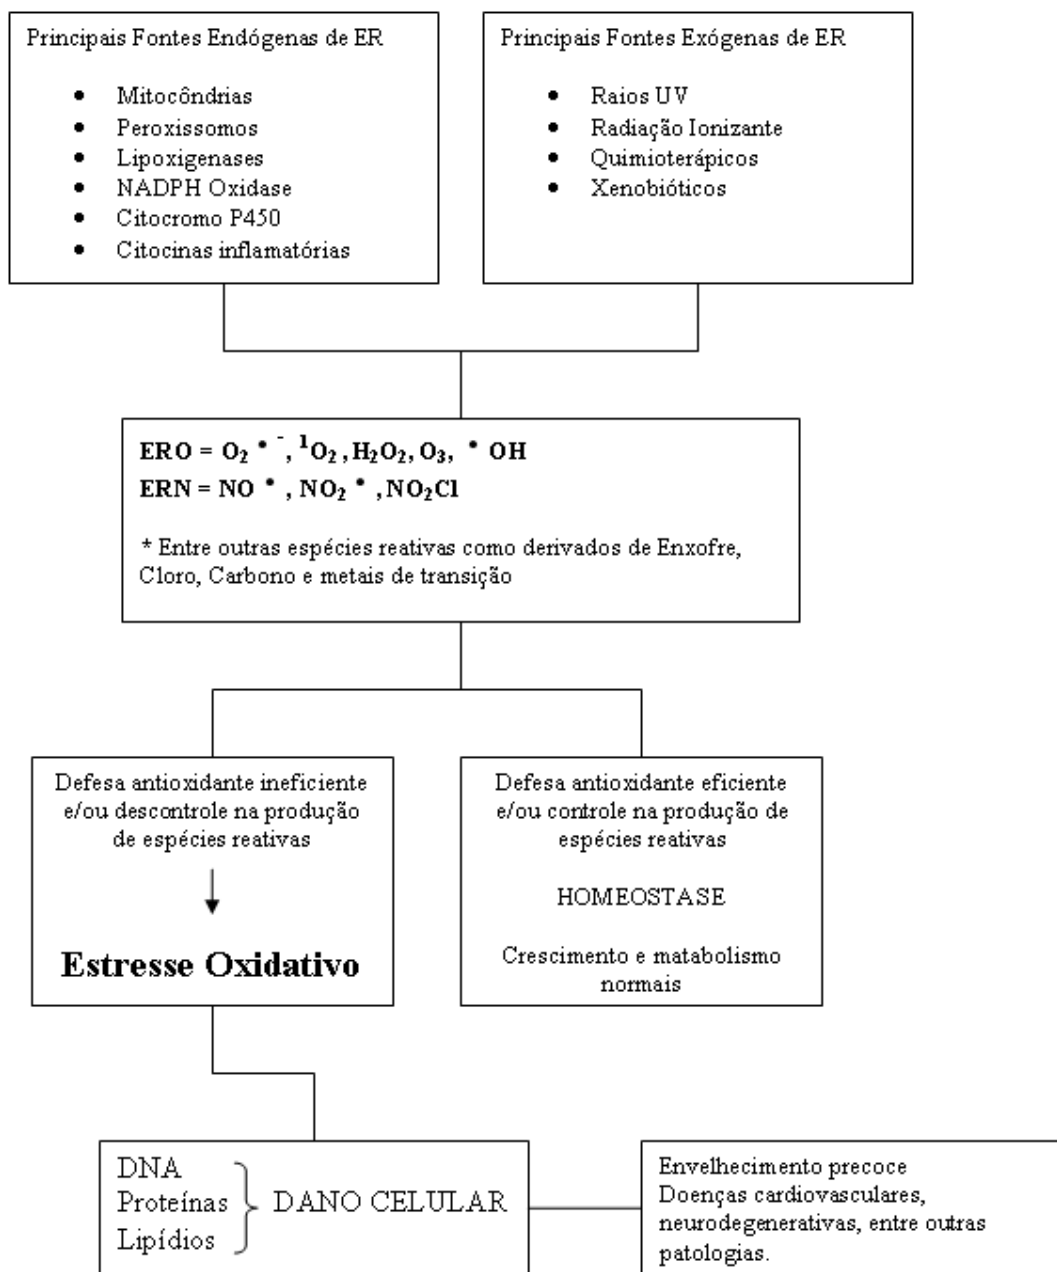 Principais Fontes Endógenas de ER
• Mitocôndrias
• Peroxissomos
• Lipoxigenases
• NADPH Oxidase
• Citocromo P450
• Citocinas inflamatórias
Principais Fontes Exógenas de ER
• Raios UV
• Radiação Ionizante
• Quimioterápicos
• Xenobióticos
ERO = O₂ • ⁻, ¹O₂ ,H₂O₂, O₃, • OH
ERN = NO • , NO₂ • ,NO₂Cl
* Entre outras espécies reativas como derivados de Enxofre,
Cloro, Carbono e metais de transição
Defesa antioxidante ineficiente
e/ou descontrole na produção
de espécies reativas
Estresse Oxidativo
Defesa antioxidante eficiente
e/ou controle na produção de
espécies reativas
HOMEOSTASE
Crescimento e matabolismo
normais
DNA
Proteínas
Lipídios
DANO CELULAR
Envelhecimento precoce
Doenças cardiovasculares,
neurodegenerativas, entre outras
patologias.